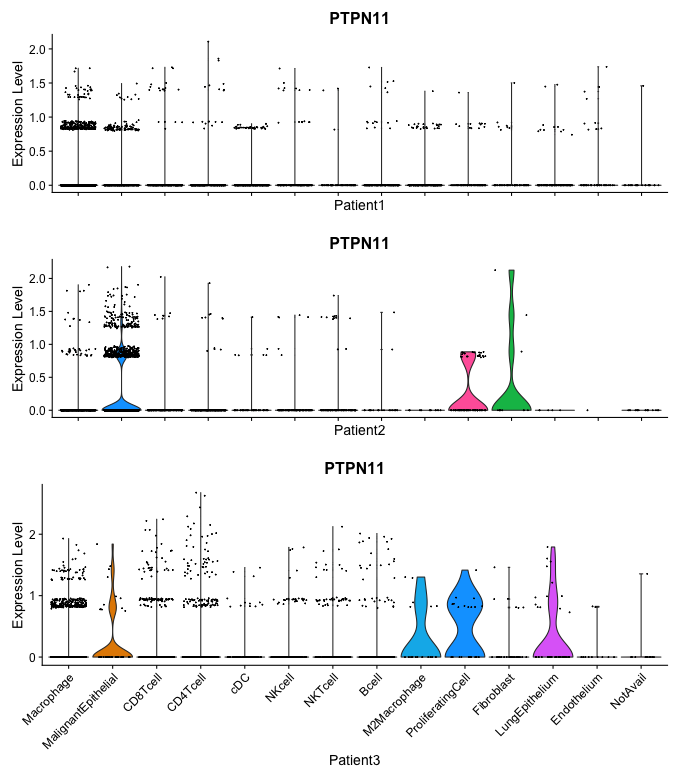 PTPN11
Expression Level
2.0
1.5
1.0
0.5
0.0
Patient1
PTPN11
Expression Level
2.0
1.5
1.0
0.5
0.0
Patient2
PTPN11
Expression Level
2
1
0
Macrophage
MalignantEpithelial
CD8Tcell
CD4Tcell
cDC
NKcell
NKTcell
Bcell
M2Macrophage
ProliferatingCell
Fibroblast
LungEpithelium
Endothelium
NotAvail
Patient3